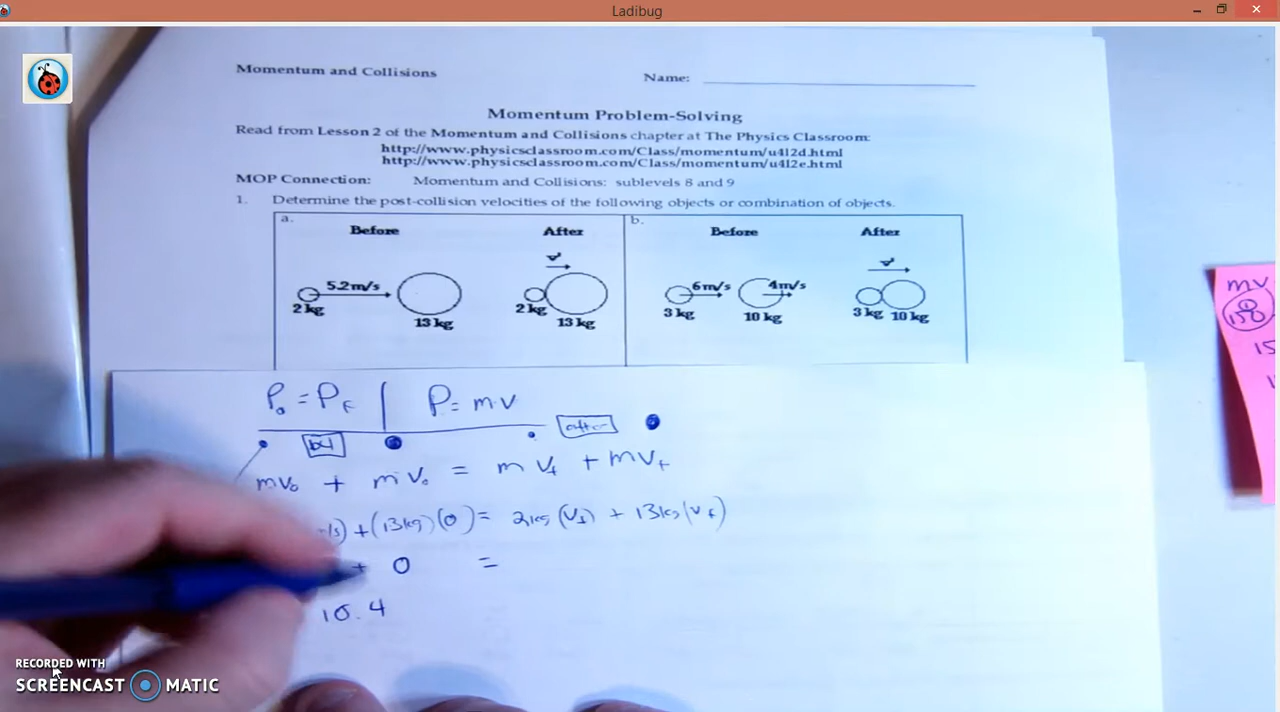 Ladibug
Momentum and Collisions
Name:
Momentum Problem-Solving
Read from Lesson 2 of the Momentum and Collisions chapter at The Physics Classroom:
http://www.physicsclassroom.com/Class/momentum/u4l2d.html
http://www.physicsclassroom.com/Class/momentum/u4l2e.html
MOP Connection: Momentum and Collisions: sublevels 8 and 9
1. Determine the post-collision velocities of the following objects or combination of objects.
a.
Before After
v
5.2 m/s
2 kg 13 kg 2 kg 13 kg
b.
Before After
v
6 m/s 4 m/s
3 kg 10 kg 3 kg 10 kg
mv
150
15
P₀ = P_F | P = m·v
b4 after
mv₀ + mv₀ = mv_f + mv_f
/s) + (13kg)(0) = 2kg(v_f) + 13kg(v_f)
+ 0 =
10.4
RECORDED WITH
SCREENCAST MATIC